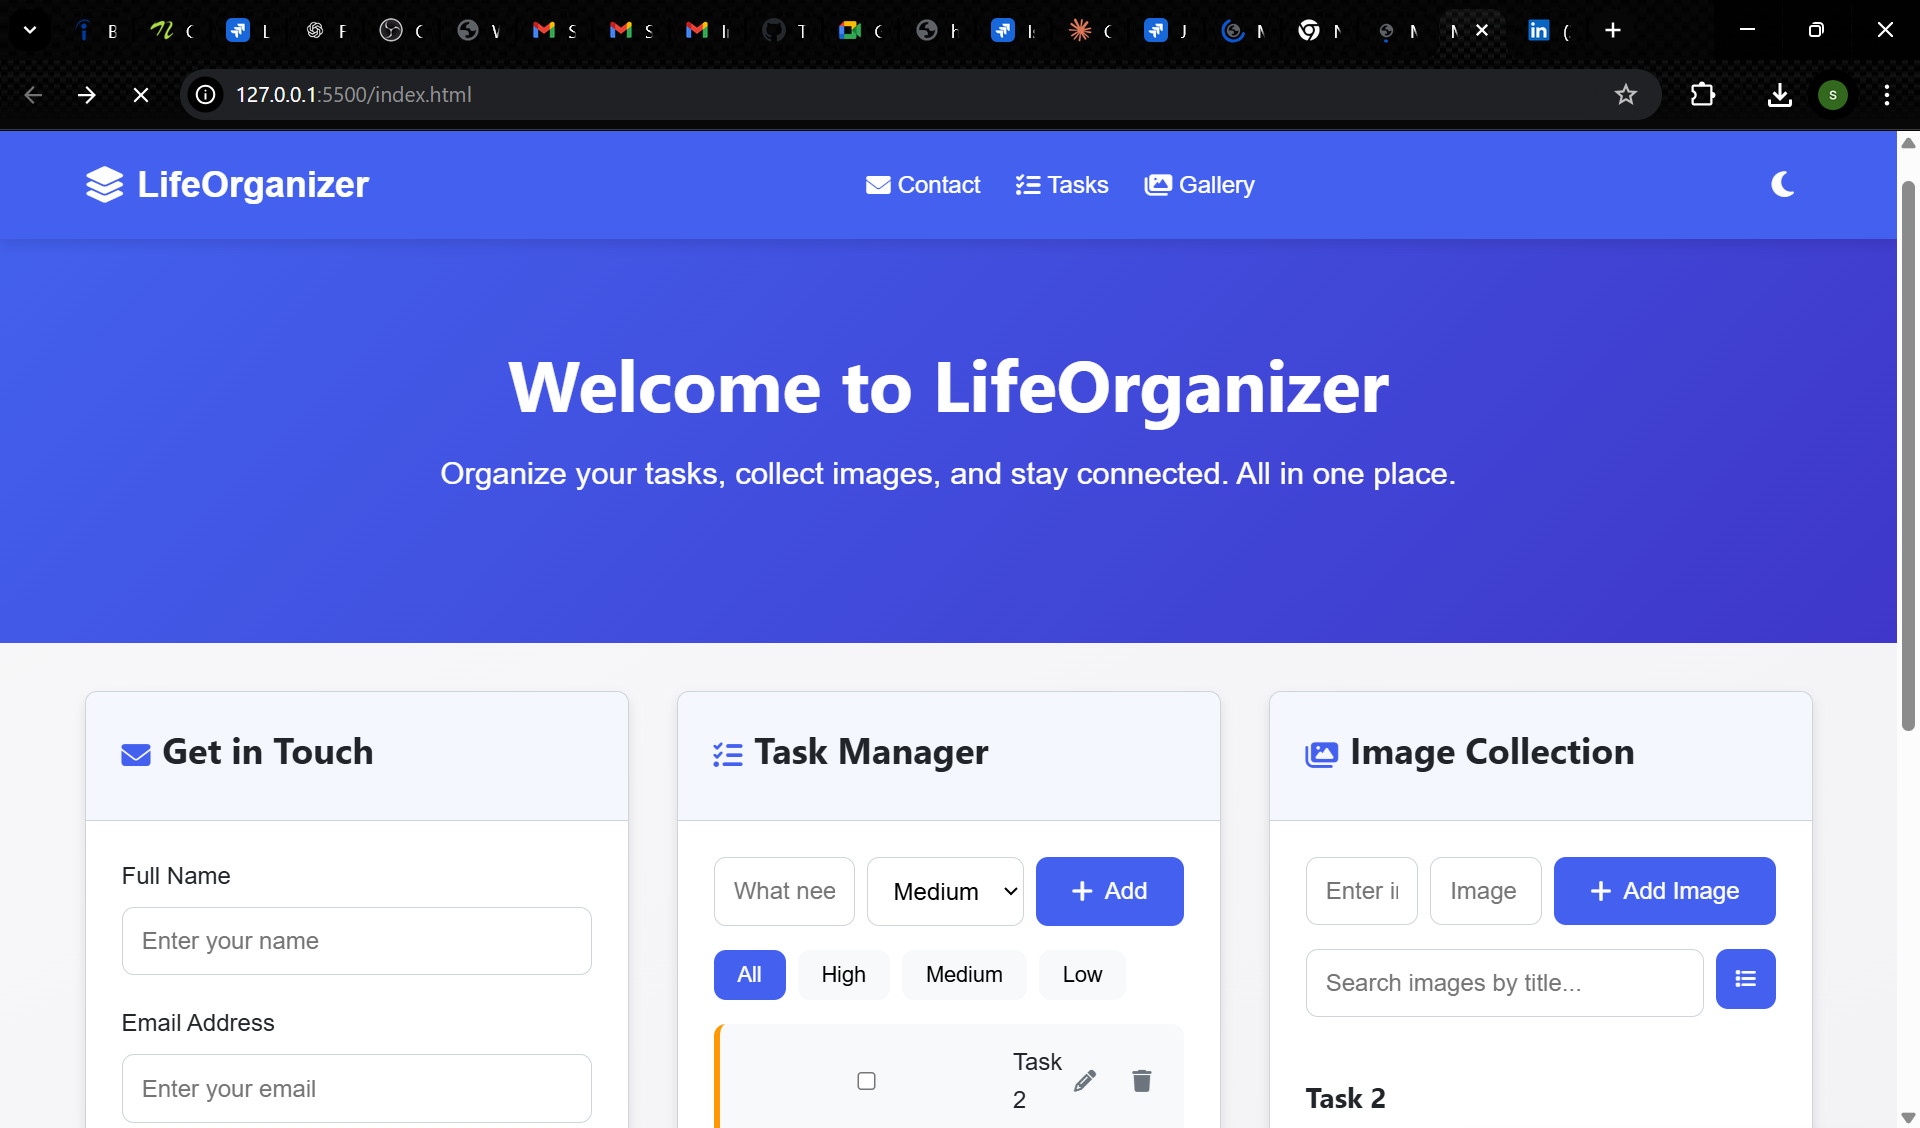 127.0.0.1:5500/index.html
LifeOrganizer
Contact
Tasks
Gallery
Welcome to LifeOrganizer
Organize your tasks, collect images, and stay connected. All in one place.
Get in Touch
Full Name
Enter your name
Email Address
Enter your email
Task Manager
What nee
Medium
+ Add
All
High
Medium
Low
Task
2
Image Collection
Enter i
Image
+ Add Image
Search images by title...
Task 2